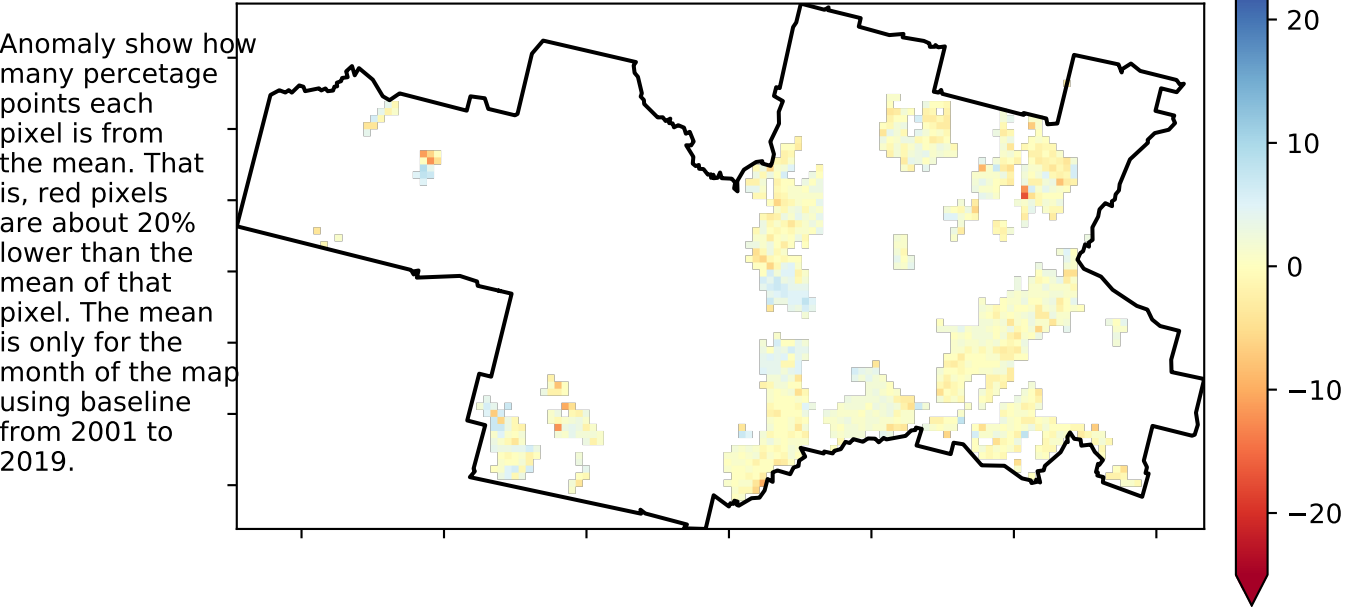 Anomaly show how
many percetage
points each
pixel is from
the mean. That
is, red pixels
are about 20%
lower than the
mean of that
pixel. The mean
is only for the
month of the map
using baseline
from 2001 to
2019.
20
10
0
−10
−20